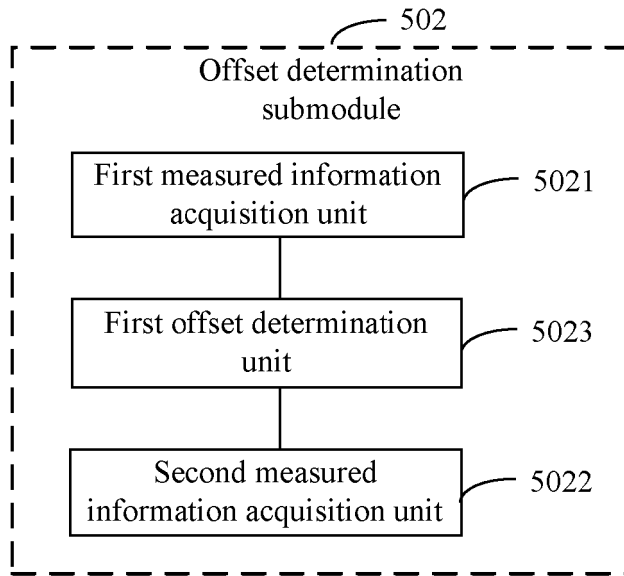 502
Offset determination
submodule
First measured information
acquisition unit
5021
First offset determination
unit
5023
Second measured
information acquisition unit
5022